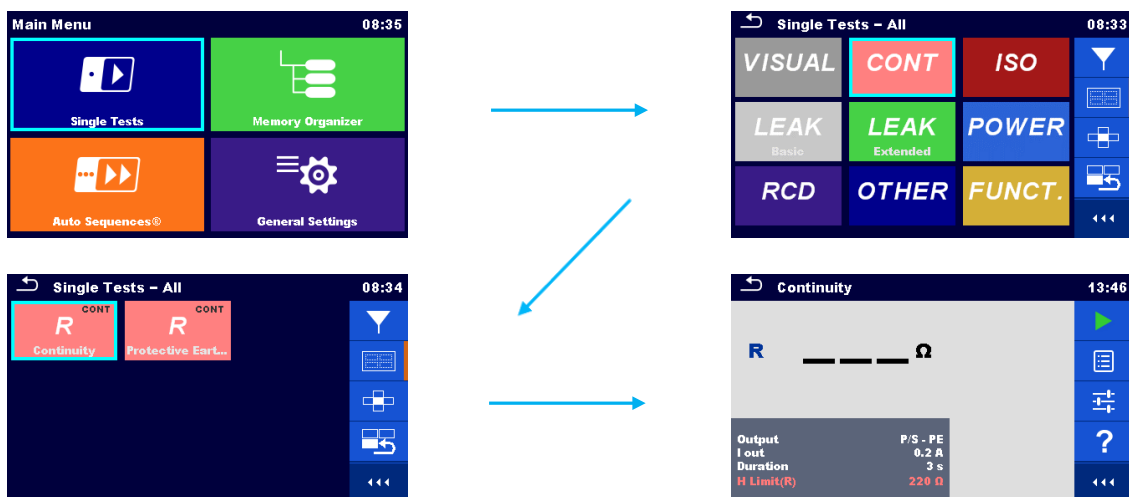 Main Menu 08:35
Single Tests
Memory Organizer
Auto Sequences®
General Settings
Single Tests – All 08:33
VISUAL
CONT
ISO
LEAK
Basic
LEAK
Extended
POWER
RCD
OTHER
FUNCT.
Single Tests – All 08:34
CONT
R
Continuity
CONT
R
Protective Eart...
Continuity 13:46
R ___ Ω
?
Output P/S - PE
I out 0.2 A
Duration 3 s
H Limit(R) 220 Ω